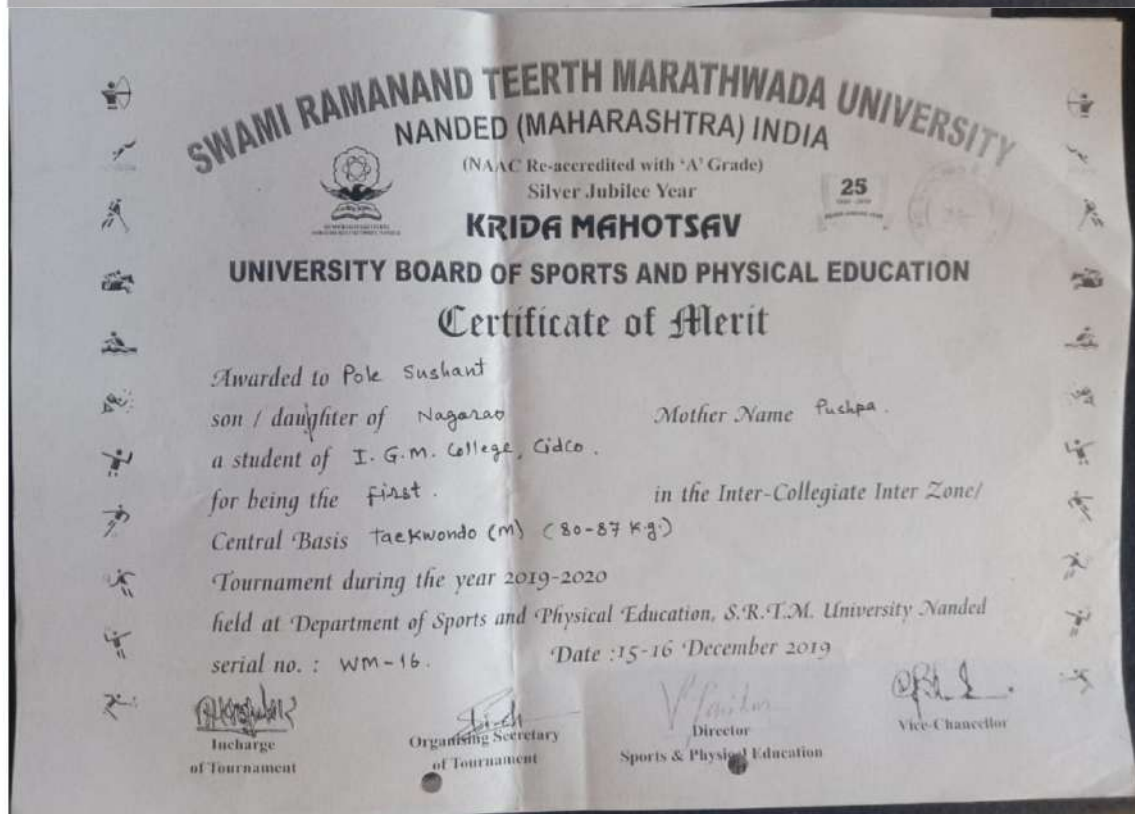 SWAMI RAMANAND TEERTH MARATHWADA UNIVERSITY
NANDED (MAHARASHTRA) INDIA
(NAAC Re-accredited with 'A' Grade)
Silver Jubilee Year
25
KRIDA MAHOTSAV
UNIVERSITY BOARD OF SPORTS AND PHYSICAL EDUCATION
Certificate of Merit
Awarded to Pole Sushant
son / daughter of Nagarao Mother Name Pushpa.
a student of I. G.M. College, Cidco.
for being the First. in the Inter-Collegiate Inter Zone/
Central Basis Taekwondo (M) (80-87 Kg.)
Tournament during the year 2019-2020
held at Department of Sports and Physical Education, S.R.T.M. University Nanded
serial no. : WM-16. Date :15-16 December 2019
Incharge
of Tournament
Organising Secretary
of Tournament
Director
Sports & Physical Education
Vice-Chancellor